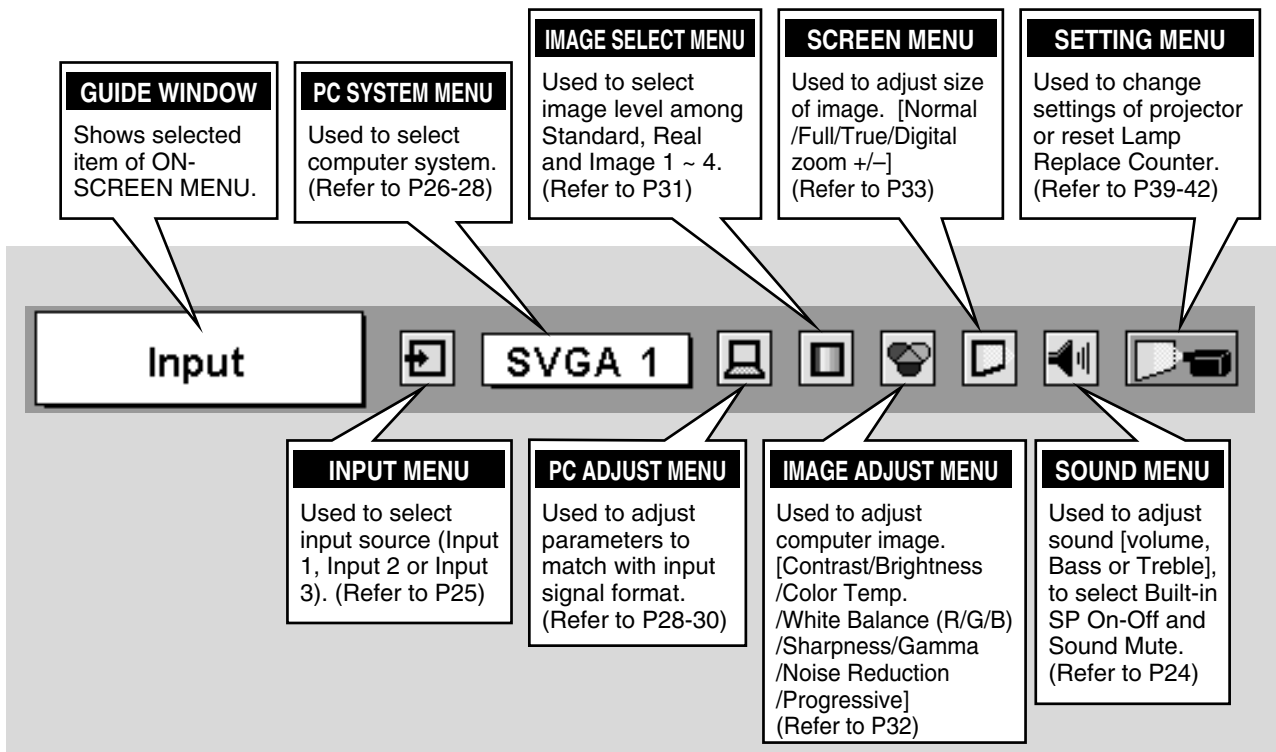 GUIDE WINDOW
Shows selected
item of ON-
SCREEN MENU.
PC SYSTEM MENU
Used to select
computer system.
(Refer to P26-28)
IMAGE SELECT MENU
Used to select
image level among
Standard, Real
and Image 1 ~ 4.
(Refer to P31)
SCREEN MENU
Used to adjust size
of image.  [Normal
/Full/True/Digital
zoom +/–]
(Refer to P33)
SETTING MENU
Used to change
settings of projector
or reset Lamp
Replace Counter.
(Refer to P39-42)
Input
SVGA 1
INPUT MENU
Used to select
input source (Input
1, Input 2 or Input
3). (Refer to P25)
PC ADJUST MENU
Used to adjust
parameters to
match with input
signal format.
(Refer to P28-30)
IMAGE ADJUST MENU
Used to adjust
computer image.
[Contrast/Brightness
/Color Temp.
/White Balance (R/G/B)
/Sharpness/Gamma
/Noise Reduction
/Progressive]
(Refer to P32)
SOUND MENU
Used to adjust
sound [volume,
Bass or Treble],
to select Built-in
SP On-Off and
Sound Mute.
(Refer to P24)